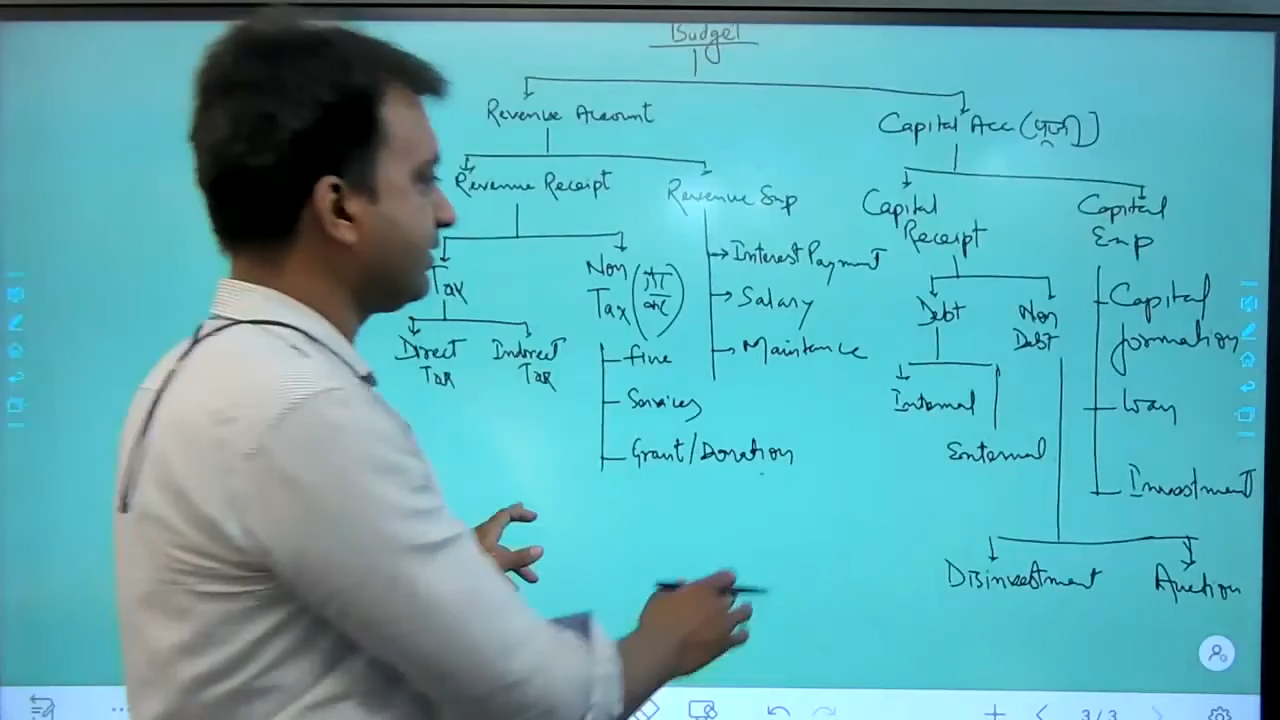 Budget
Revenue Account
Capital Acc (पूंजी)
Revenue Receipt
Revenue Exp
Capital
Receipt
Capital
Exp
Tax
Non
Tax
Direct
Tax
Indirect
Tax
fine
Services
Grant/Donation
Interest Payment
Salary
Maintance
Debt
Non
Debt
Internal
External
Disinvestment
Auction
Capital
formation
Loan
Investment
3/3